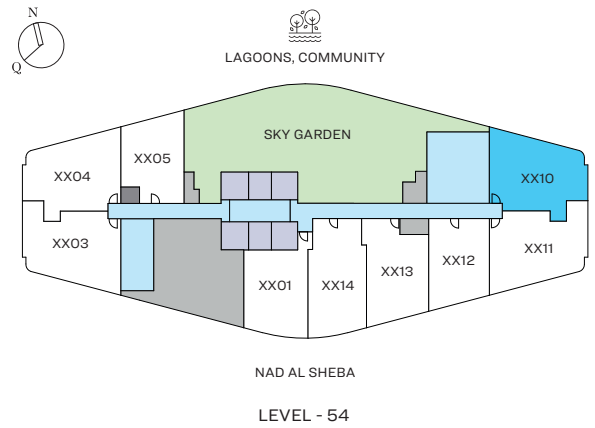 N
Q
LAGOONS, COMMUNITY
SKY GARDEN
XX05
XX04
XX10
XX03
XX11
XX12
XX13
XX01
XX14
NAD AL SHEBA
LEVEL - 54